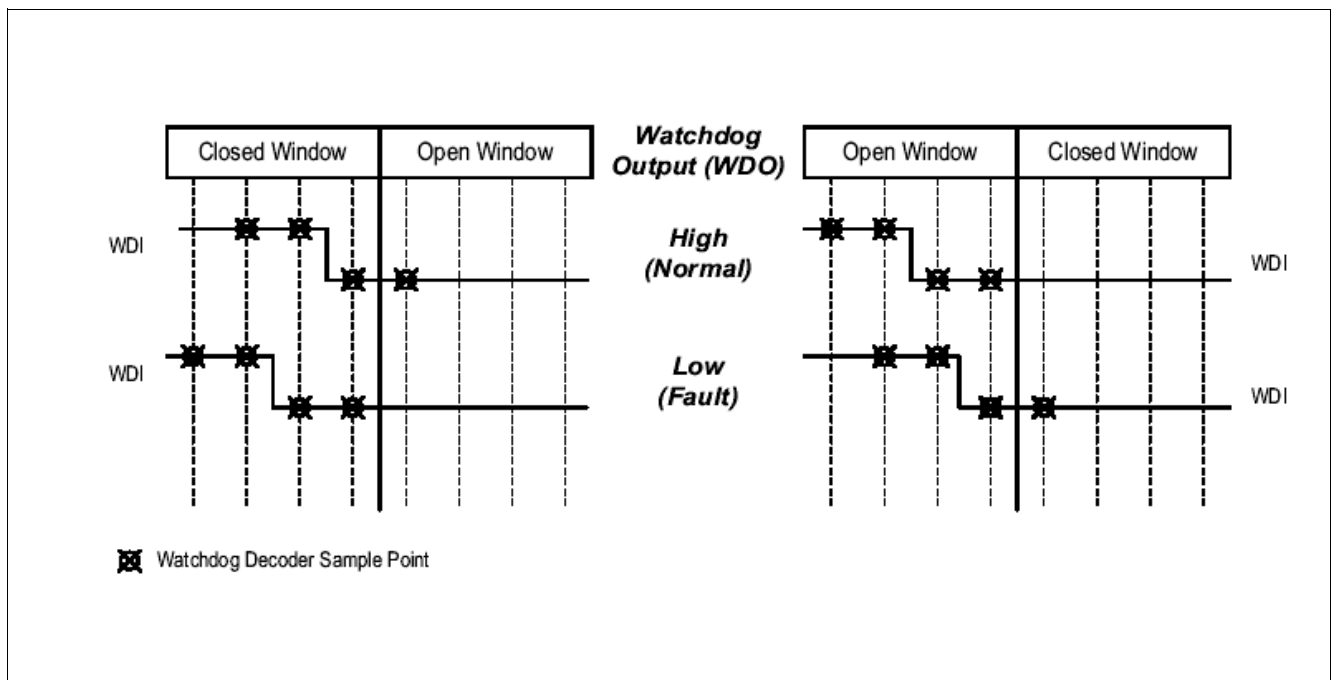 Closed Window
Open Window
Watchdog
Output (WDO)
Open Window
Closed Window
WDI
High
(Normal)
WDI
WDI
Low
(Fault)
WDI
Watchdog Decoder Sample Point